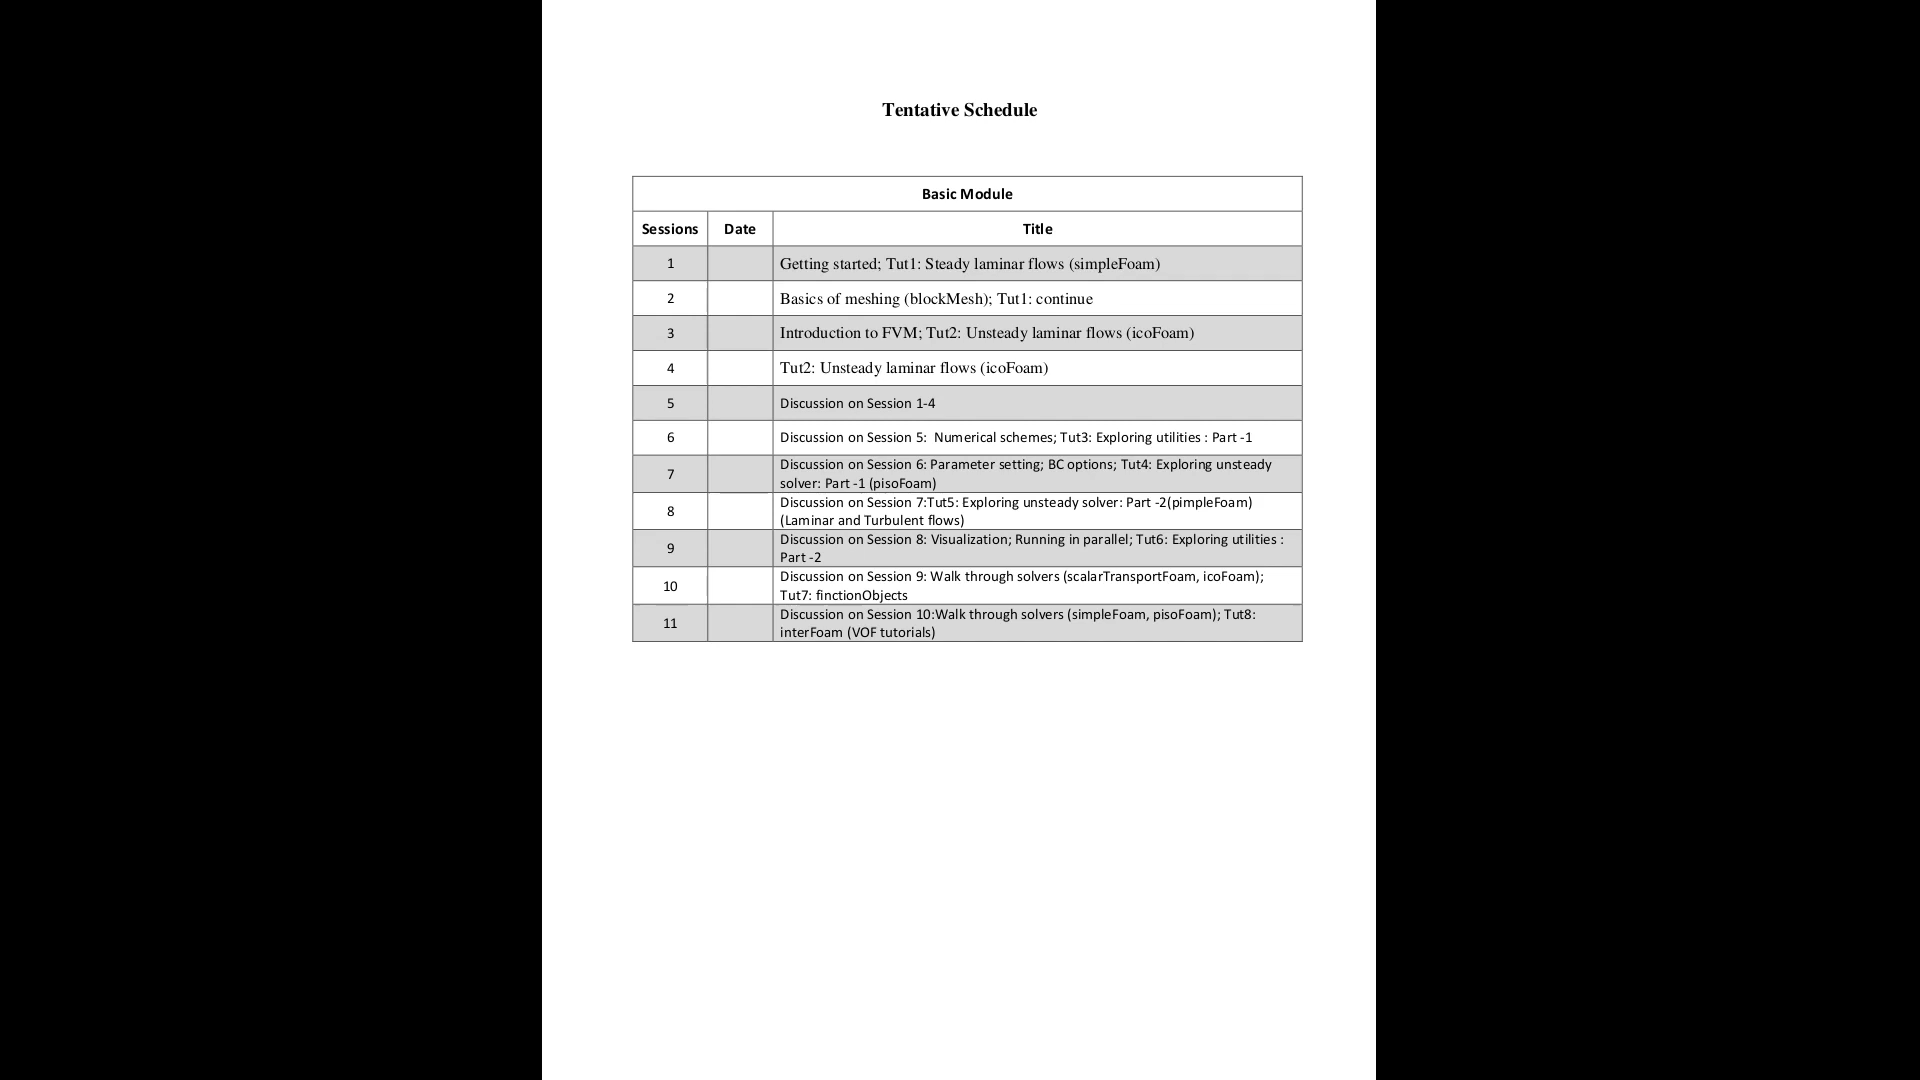 Tentative Schedule
Basic Module
Sessions Date Title
1 Getting started; Tut1: Steady laminar flows (simpleFoam)
2 Basics of meshing (blockMesh); Tut1: continue
3 Introduction to FVM; Tut2: Unsteady laminar flows (icoFoam)
4 Tut2: Unsteady laminar flows (icoFoam)
5 Discussion on Session 1-4
6 Discussion on Session 5:  Numerical schemes; Tut3: Exploring utilities : Part -1
7 Discussion on Session 6: Parameter setting; BC options; Tut4: Exploring unsteady
solver: Part -1 (pisoFoam)
8 Discussion on Session 7:Tut5: Exploring unsteady solver: Part -2(pimpleFoam)
(Laminar and Turbulent flows)
9 Discussion on Session 8: Visualization; Running in parallel; Tut6: Exploring utilities :
Part -2
10 Discussion on Session 9: Walk through solvers (scalarTransportFoam, icoFoam);
Tut7: finctionObjects
11 Discussion on Session 10:Walk through solvers (simpleFoam, pisoFoam); Tut8:
interFoam (VOF tutorials)